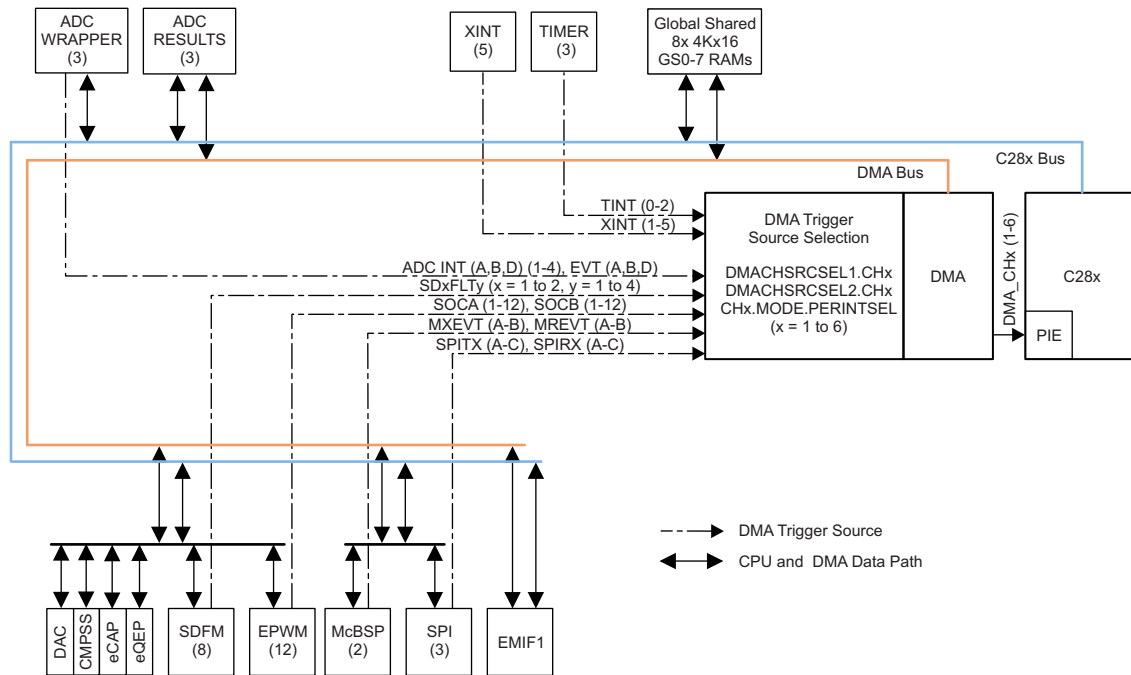 ADC
WRAPPER
(3)
ADC
RESULTS
(3)
XINT
(5)
TIMER
(3)
Global Shared
8x 4Kx16
GS0-7 RAMs
C28x Bus
DMA Bus
TINT (0-2)
XINT (1-5)
ADC INT (A,B,D) (1-4), EVT (A,B,D)
SDxFLTy (x = 1 to 2, y = 1 to 4)
SOCA (1-12), SOCB (1-12)
MXEVT (A-B), MREVT (A-B)
SPITX (A-C), SPIRX (A-C)
DMA Trigger
Source Selection
DMACHSRCSEL1.CHx
DMACHSRCSEL2.CHx
CHx.MODE.PERINTSEL
(x = 1 to 6)
DMA
DMA_CHx (1-6)
C28x
PIE
DMA Trigger Source
CPU and DMA Data Path
DAC
CMPSS
eCAP
eQEP
SDFM
(8)
EPWM
(12)
McBSP
(2)
SPI
(3)
EMIF1